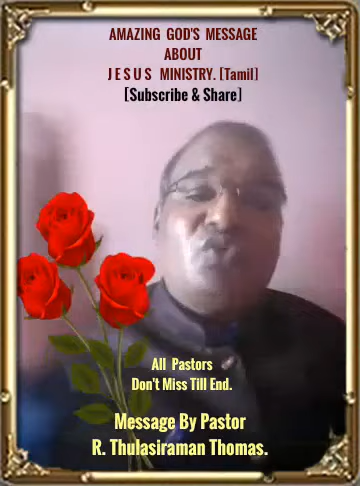 AMAZING GOD'S MESSAGE
ABOUT
J E S U S MINISTRY. [Tamil]
[Subscribe & Share]
All Pastors
Don't Miss Till End.
Message By Pastor
R. Thulasiraman Thomas.